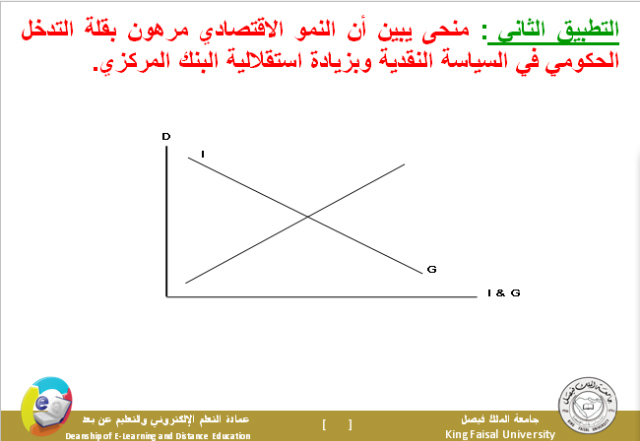 التطبيق الثاني : منحى يبين أن النمو الاقتصادي مرهون بقلة التدخل
الحكومي في السياسة النقدية وبزيادة استقلالية البنك المركزي.
D
I
G
I & G
جامعة الملك فيصل
King Faisal University
[ ]
عمادة التعلم الإلكتروني والتعليم عن بعد
Deanship of E-Learning and Distance Education